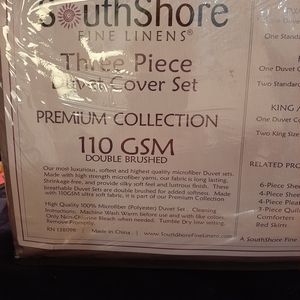 SouthShore
FINE LINENS®
Three Piece
Duvet Cover Set
PREMIUM COLLECTION
110 GSM
DOUBLE BRUSHED
Our most luxurious, softest and highest quality microfiber Duvet sets.
Made with high strength microfiber yarns, our fabric is long lasting,
Shrinkage-free, and provide silky soft feel and lustrous finish. These
breathable Duvet Sets are double brushed for added softness. Made
with 110GSM ultra soft fabric, it is part of our Premium Collection
High Quality 100% Microfiber (Polyester) Duvet Set. Cleaning
Instructions: Machine Wash Warm before use and with like colors.
Only Non-Chlorine Bleach when needed. Tumble Dry low setting.
Remove Promptly.
RN 138096
Made in China
www.SouthShoreFineLinens.com
One Standard
One Duvet
Two Standard
KING /
One Duvet C
Two King Size
RELATED PRO
6-Piece Sheet
4-Piece Shee
4-Piece Pleat
3-Piece Quilt
Comforters
Bed Skirts
A SouthShore Fine